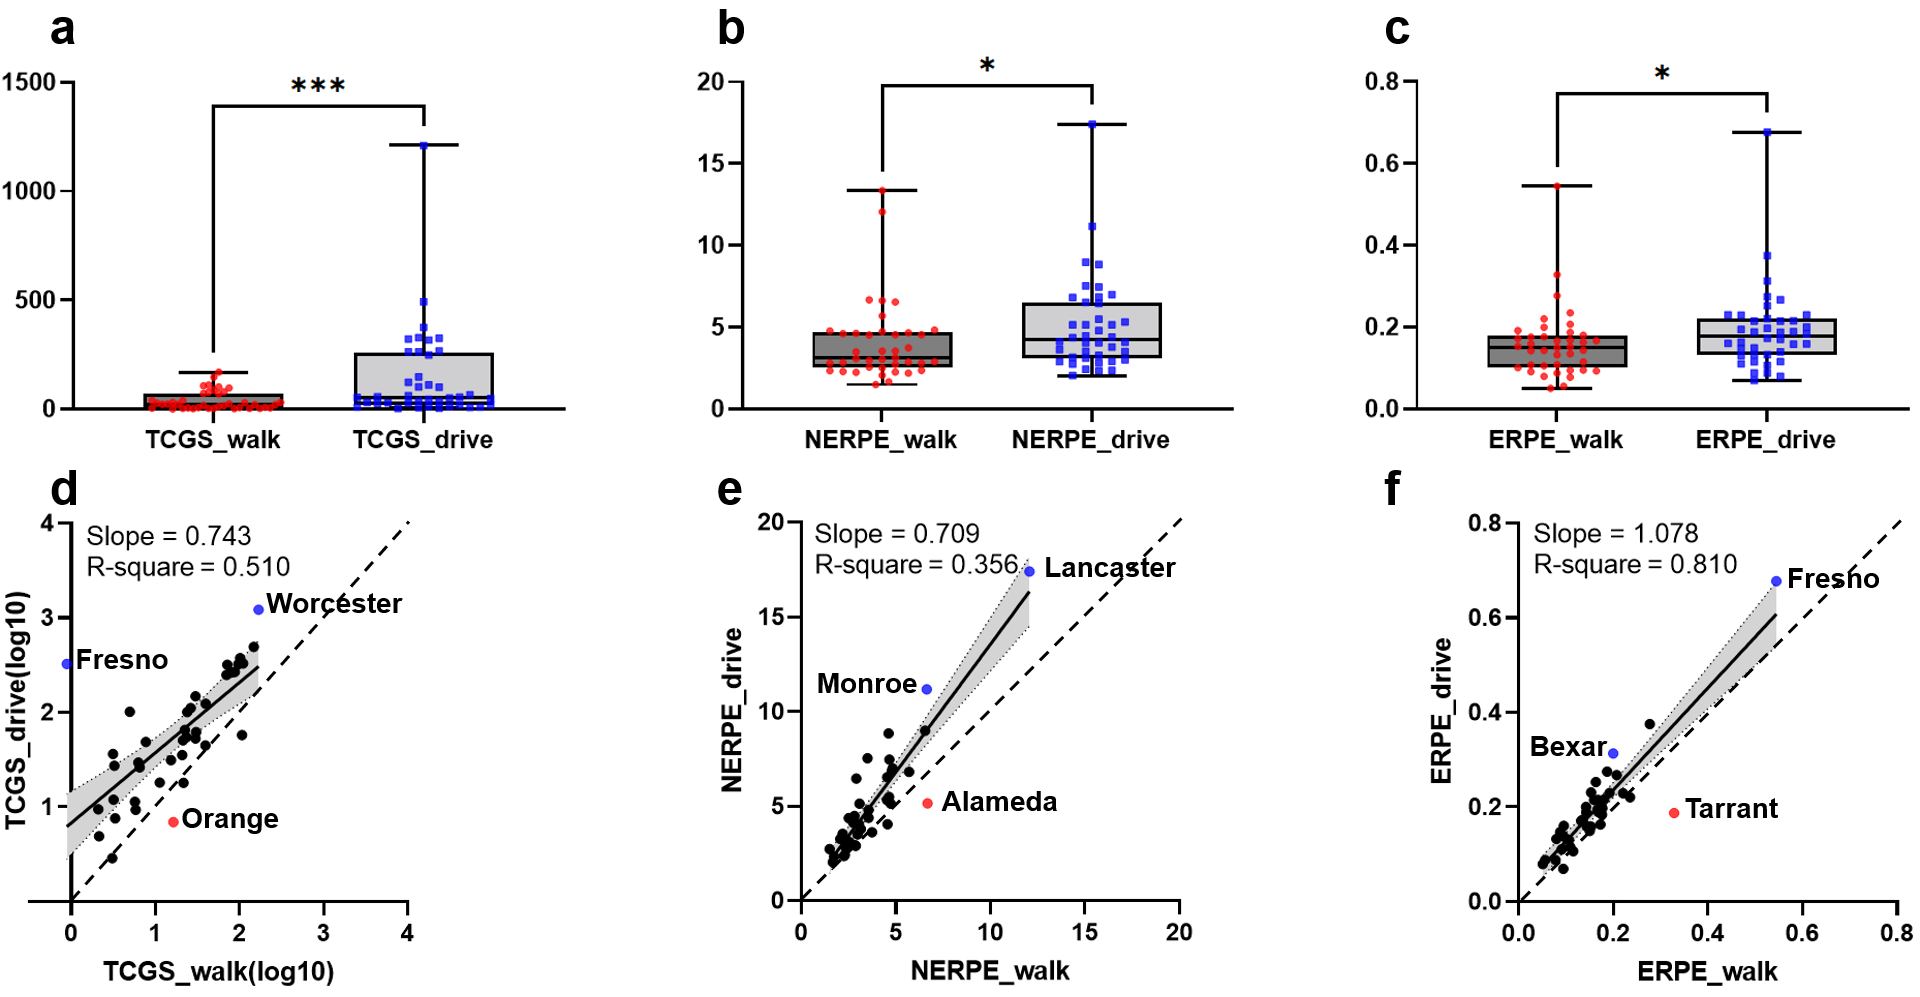 a
b
c
1500
1000
500
0
***
TCGS_walk
TCGS_drive
20
15
10
5
0
*
NERPE_walk
NERPE_drive
0.8
0.6
0.4
0.2
0.0
*
ERPE_walk
ERPE_drive
d
e
f
Slope = 0.743
R-square = 0.510
Worcester
Fresno
Orange
4
3
2
1
0
1
2
3
4
TCGS_drive(log10)
TCGS_walk(log10)
Slope = 0.709
R-square = 0.356
Lancaster
Monroe
Alameda
20
15
10
5
0
0
5
10
15
20
NERPE_drive
NERPE_walk
Slope = 1.078
R-square = 0.810
Fresno
Bexar
Tarrant
0.8
0.6
0.4
0.2
0.0
0.0
0.2
0.4
0.6
0.8
ERPE_drive
ERPE_walk